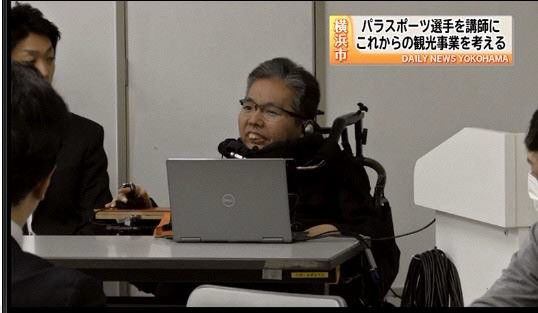 横浜市
パラスポーツ選手を講師に
これからの観光事業を考える
DAILY NEWS YOKOHAMA
DELL